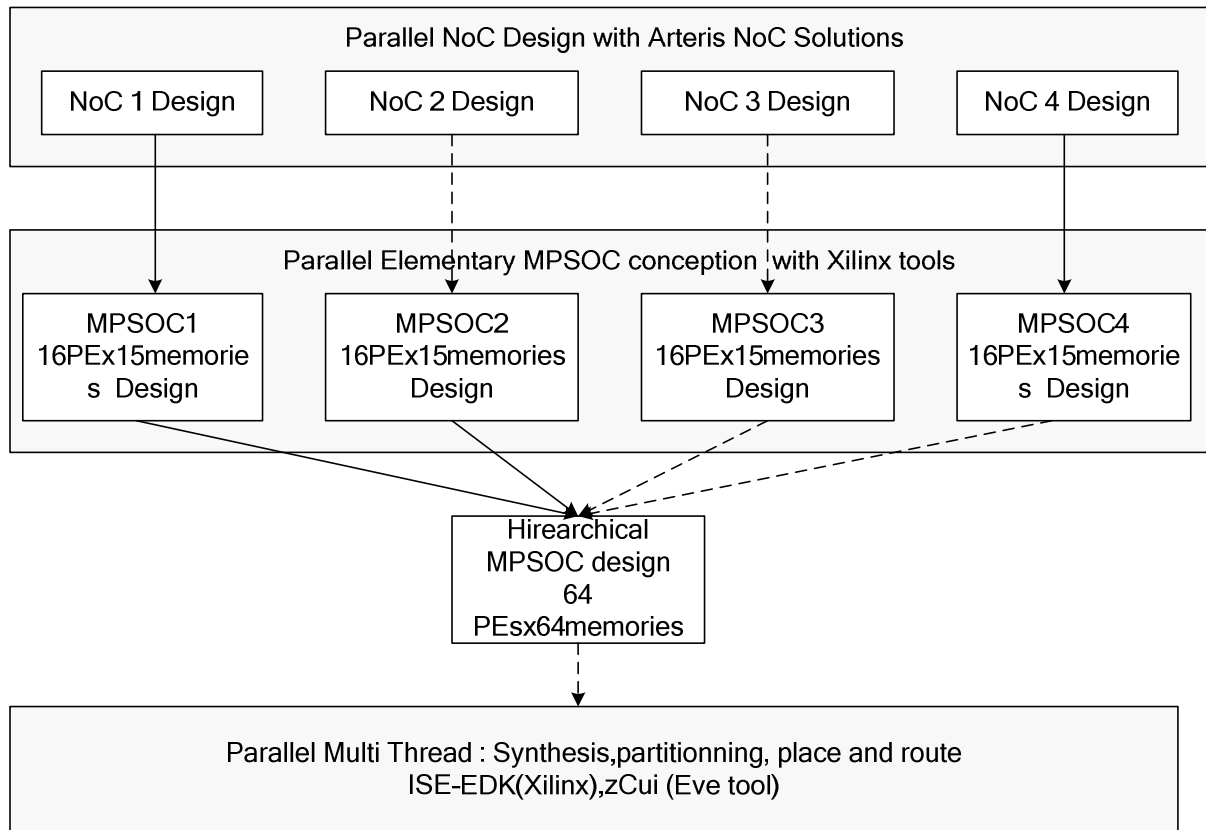 Parallel NoC Design with Arteris NoC Solutions
NoC 1 Design
NoC 2 Design
NoC 3 Design
NoC 4 Design
Parallel Elementary MPSOC conception with Xilinx tools
MPSOC1
16PEx15memorie
s Design
MPSOC2
16PEx15memories
Design
MPSOC3
16PEx15memories
Design
MPSOC4
16PEx15memorie
s Design
Hirearchical
MPSOC design
64
PEsx64memories
Parallel Multi Thread : Synthesis,partitionning, place and route
ISE-EDK(Xilinx),zCui (Eve tool)